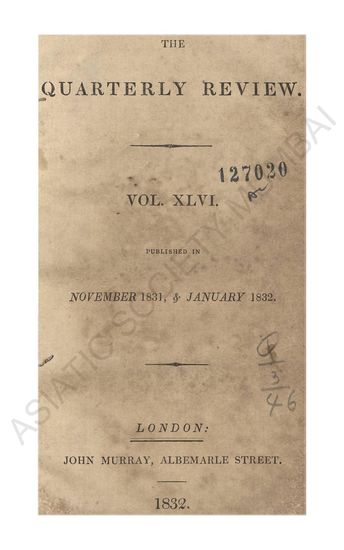 THE
QUARTERLY REVIEW.
127020
VOL. XLVI.
PUBLISHED IN
NOVEMBER 1831, & JANUARY 1832.
LONDON:
JOHN MURRAY, ALBEMARLE STREET.
1832.
ASIATIC SOCIETY MUMBAI